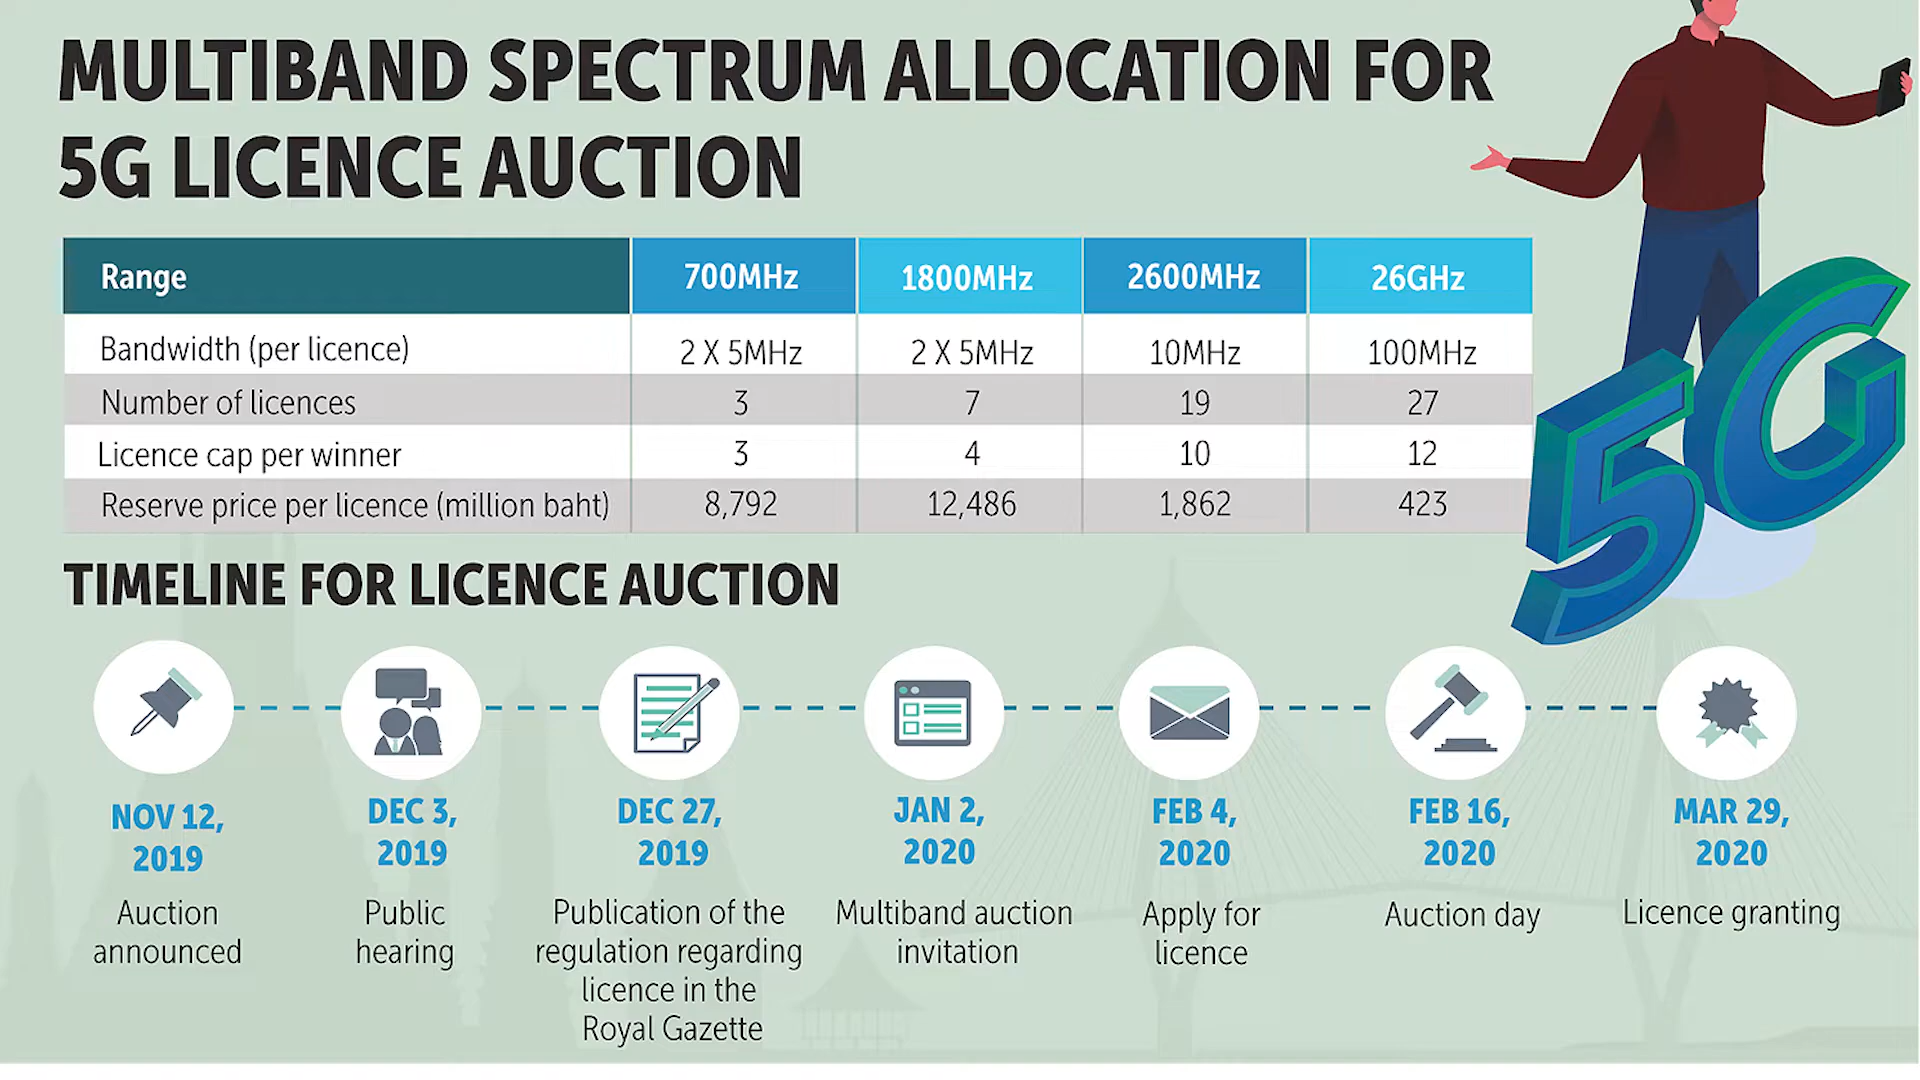 MULTIBAND SPECTRUM ALLOCATION FOR
5G LICENCE AUCTION
Range 700MHz 1800MHz 2600MHz 26GHz
Bandwidth (per licence) 2 X 5MHz 2 X 5MHz 10MHz 100MHz
Number of licences 3 7 19 27
Licence cap per winner 3 4 10 12
Reserve price per licence (million baht) 8,792 12,486 1,862 423
5G
TIMELINE FOR LICENCE AUCTION
NOV 12,
2019
Auction
announced
DEC 3,
2019
Public
hearing
DEC 27,
2019
Publication of the
regulation regarding
licence in the
Royal Gazette
JAN 2,
2020
Multiband auction
invitation
FEB 4,
2020
Apply for
licence
FEB 16,
2020
Auction day
MAR 29,
2020
Licence granting